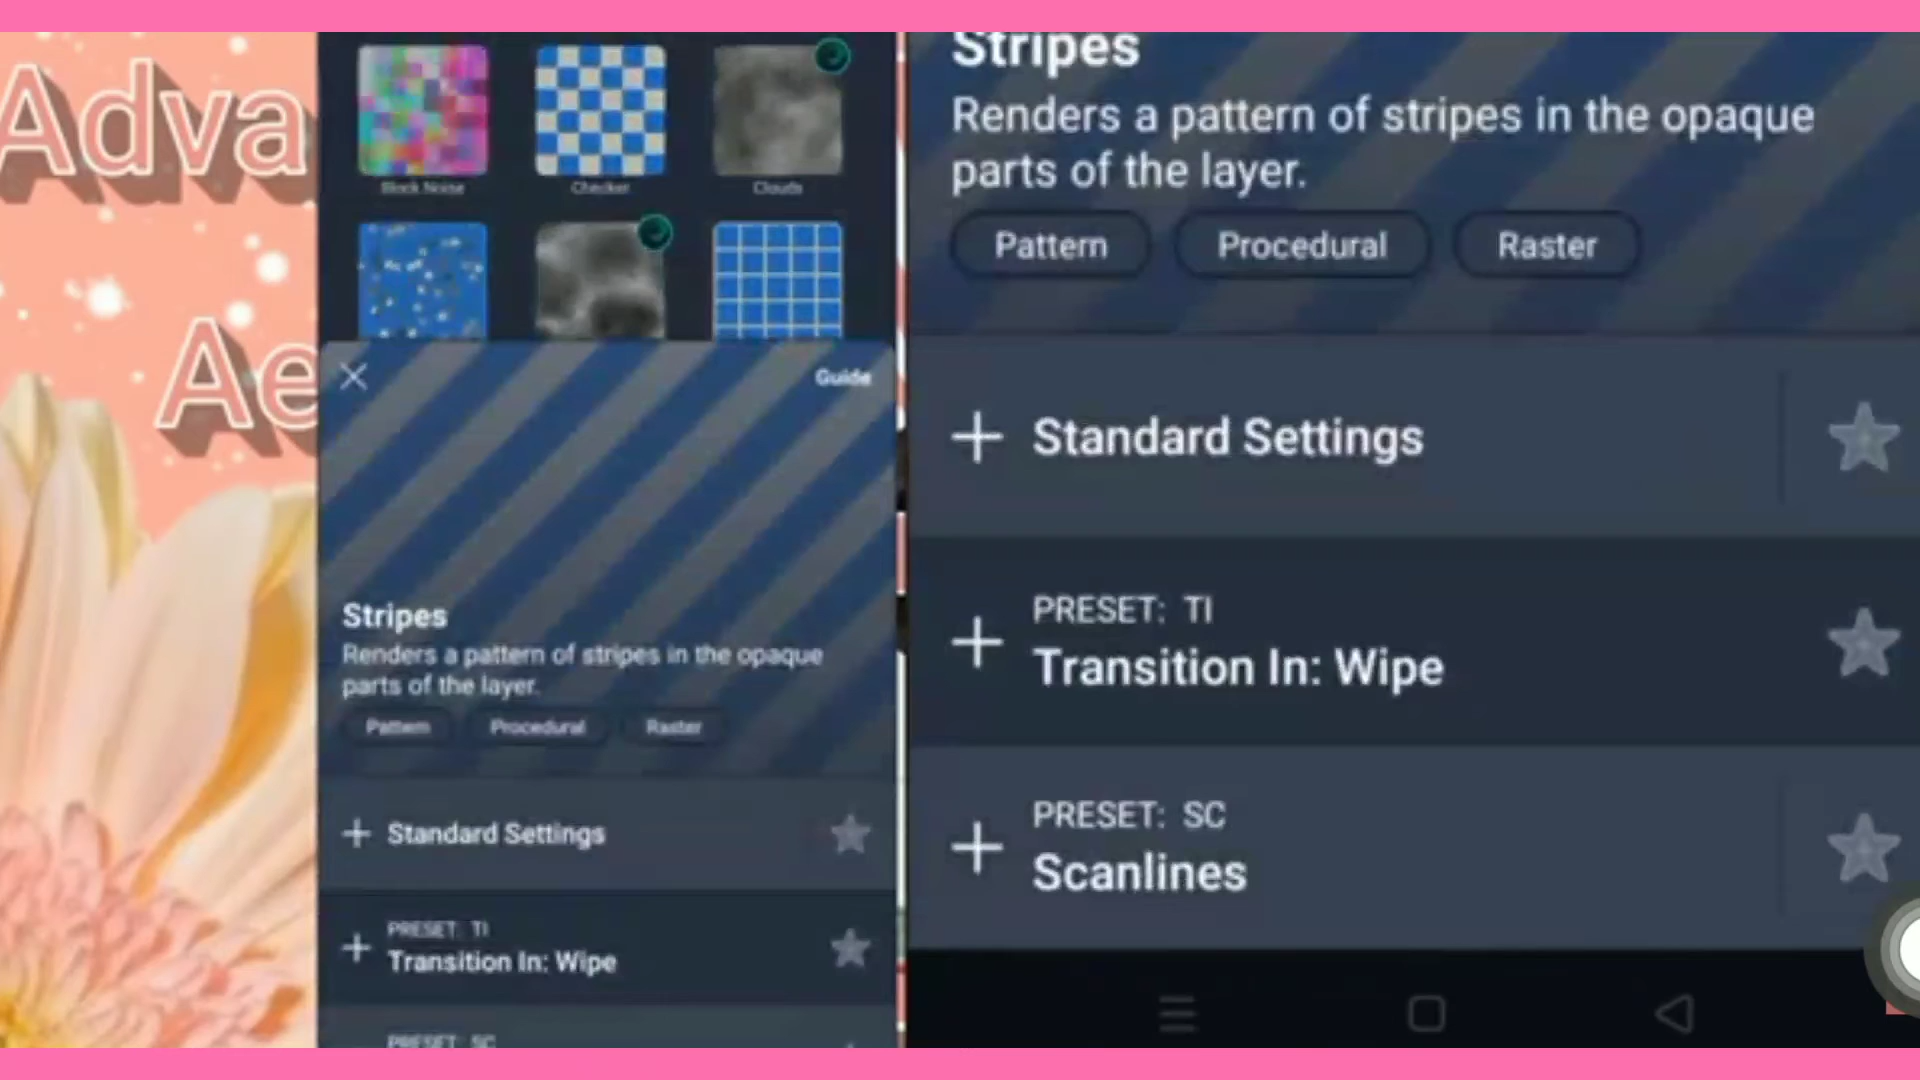 Adva
Ae
Block Noise
Checker
Clouds
Guide
Stripes
Renders a pattern of stripes in the opaque
parts of the layer.
Pattern
Procedural
Raster
Standard Settings
PRESET: TI
Transition In: Wipe
PRESET: SC
Stripes
Renders a pattern of stripes in the opaque
parts of the layer.
Pattern
Procedural
Raster
Standard Settings
PRESET: TI
Transition In: Wipe
PRESET: SC
Scanlines